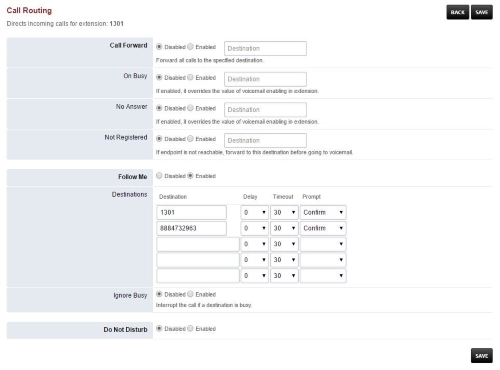 Call Routing
BACK SAVE
Directs incoming calls for extension: 1301
Call Forward Disabled Enabled Destination
Forward all calls to the specified destination.
On Busy Disabled Enabled Destination
If enabled, it overrides the value of voicemail enabling in extension.
No Answer Disabled Enabled Destination
If enabled, it overrides the value of voicemail enabling in extension.
Not Registered Disabled Enabled Destination
If endpoint is not reachable, forward to this destination before going to voicemail.
Follow Me Disabled Enabled
Destinations Destination Delay Timeout Prompt
1301 0 30 Confirm
8884732963 0 30 Confirm
0 30
0 30
0 30
Ignore Busy Disabled Enabled
Interrupt the call if a destination is busy.
Do Not Disturb Disabled Enabled
SAVE